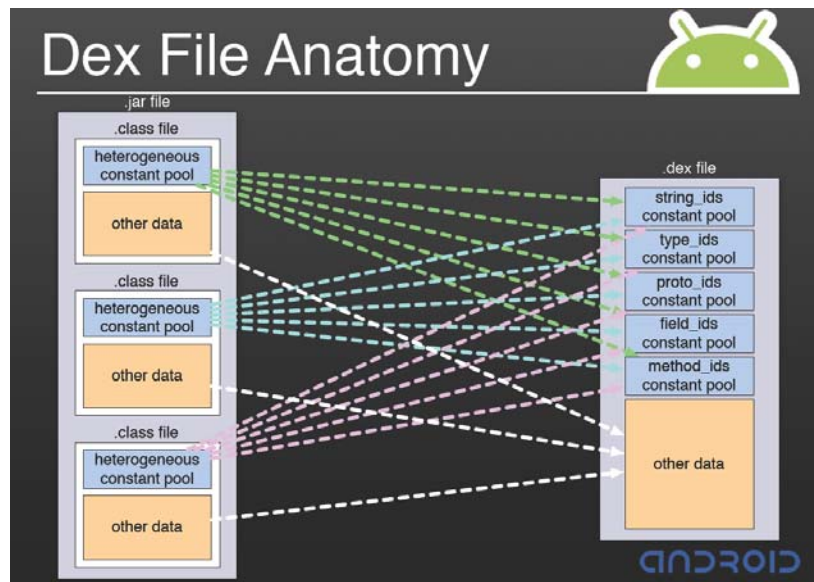 Dex File Anatomy
.jar file
.class file
heterogeneous
constant pool
other data
.class file
heterogeneous
constant pool
other data
.class file
heterogeneous
constant pool
other data
.dex file
string_ids
constant pool
type_ids
constant pool
proto_ids
constant pool
field_ids
constant pool
method_ids
constant pool
other data
ANDROID